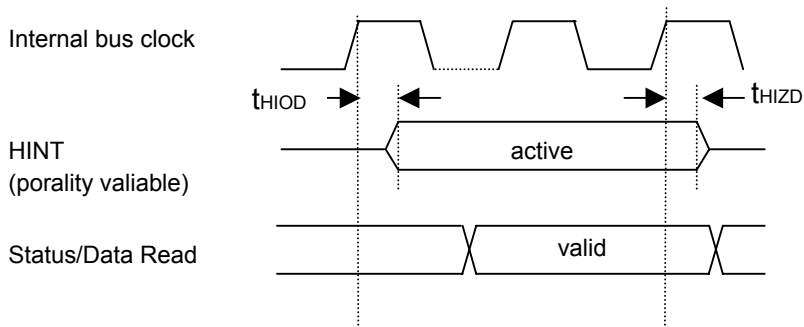 Internal bus clock
tHIOD
tHIZD
HINT
active
(porality valiable)
Status/Data Read
valid